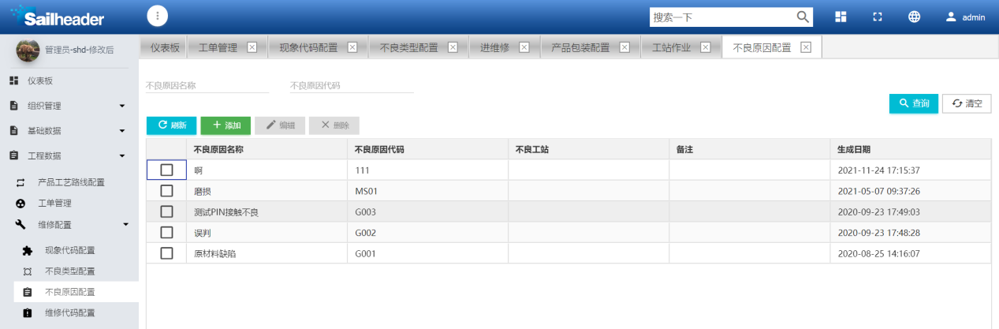 Sailheader
搜索一下
admin
管理员-shd-修改后
仪表板
组织管理
基础数据
工程数据
产品工艺路线配置
工单管理
维修配置
现象代码配置
不良类型配置
不良原因配置
维修代码配置
仪表板 工单管理 现象代码配置 不良类型配置 进维修 产品包装配置 工站作业 不良原因配置
不良原因名称 不良原因代码
查询 清空
刷新 添加 编辑 删除
不良原因名称 不良原因代码 不良工站 备注 生成日期
啊 111 2021-11-24 17:15:37
磨损 MS01 2021-05-07 09:37:26
测试PIN接触不良 G003 2020-09-23 17:49:03
误判 G002 2020-09-23 17:48:28
原材料缺陷 G001 2020-08-25 14:16:07